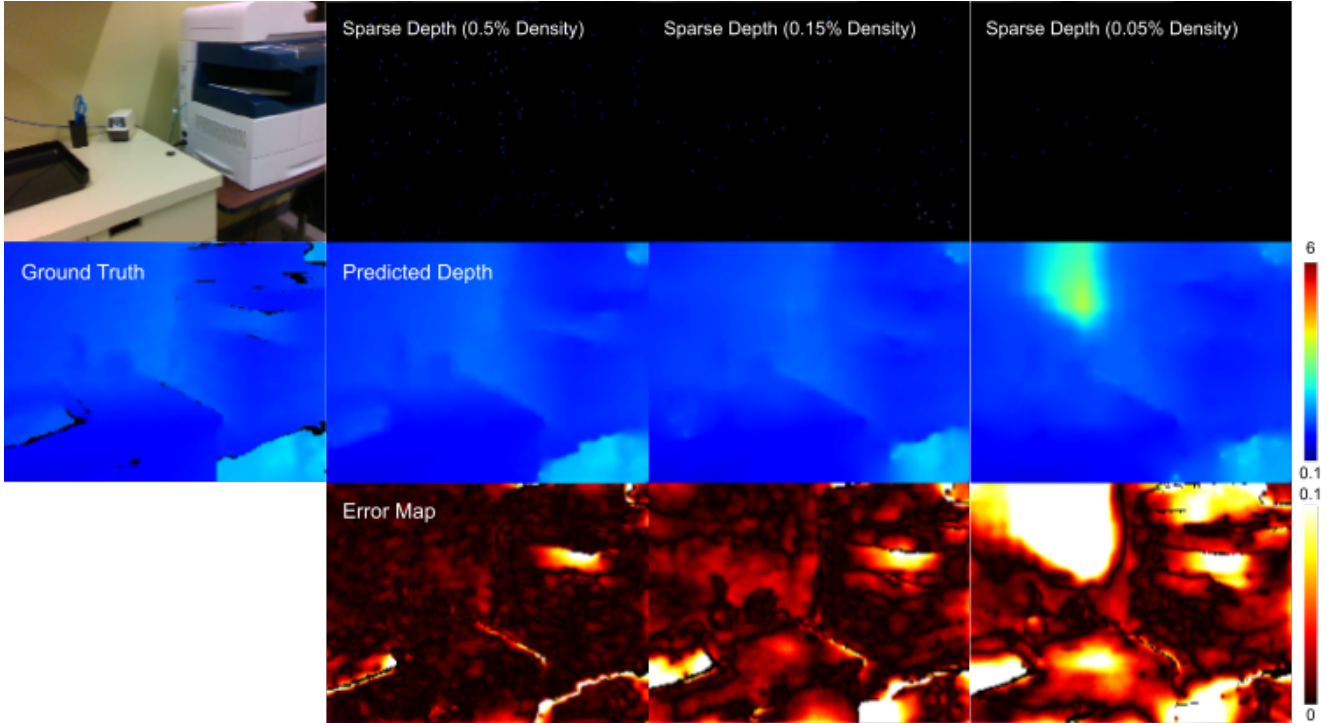 Sparse Depth (0.5% Density)
Sparse Depth (0.15% Density)
Sparse Depth (0.05% Density)
Ground Truth
Predicted Depth
6
0.1
Error Map
0.1
0